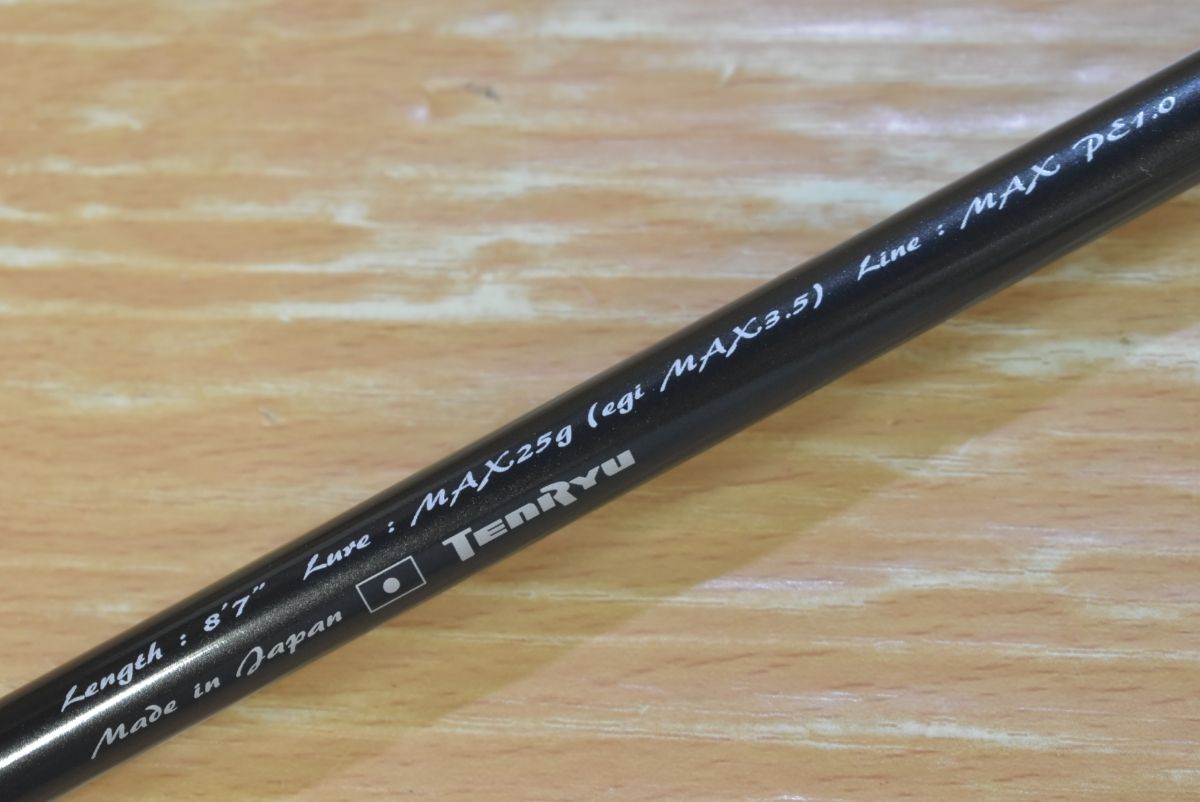 Length : 8'7" Lure : MAX25g (egi MAX3.5) Line : MAX PE1.0
Made in Japan TENRYU